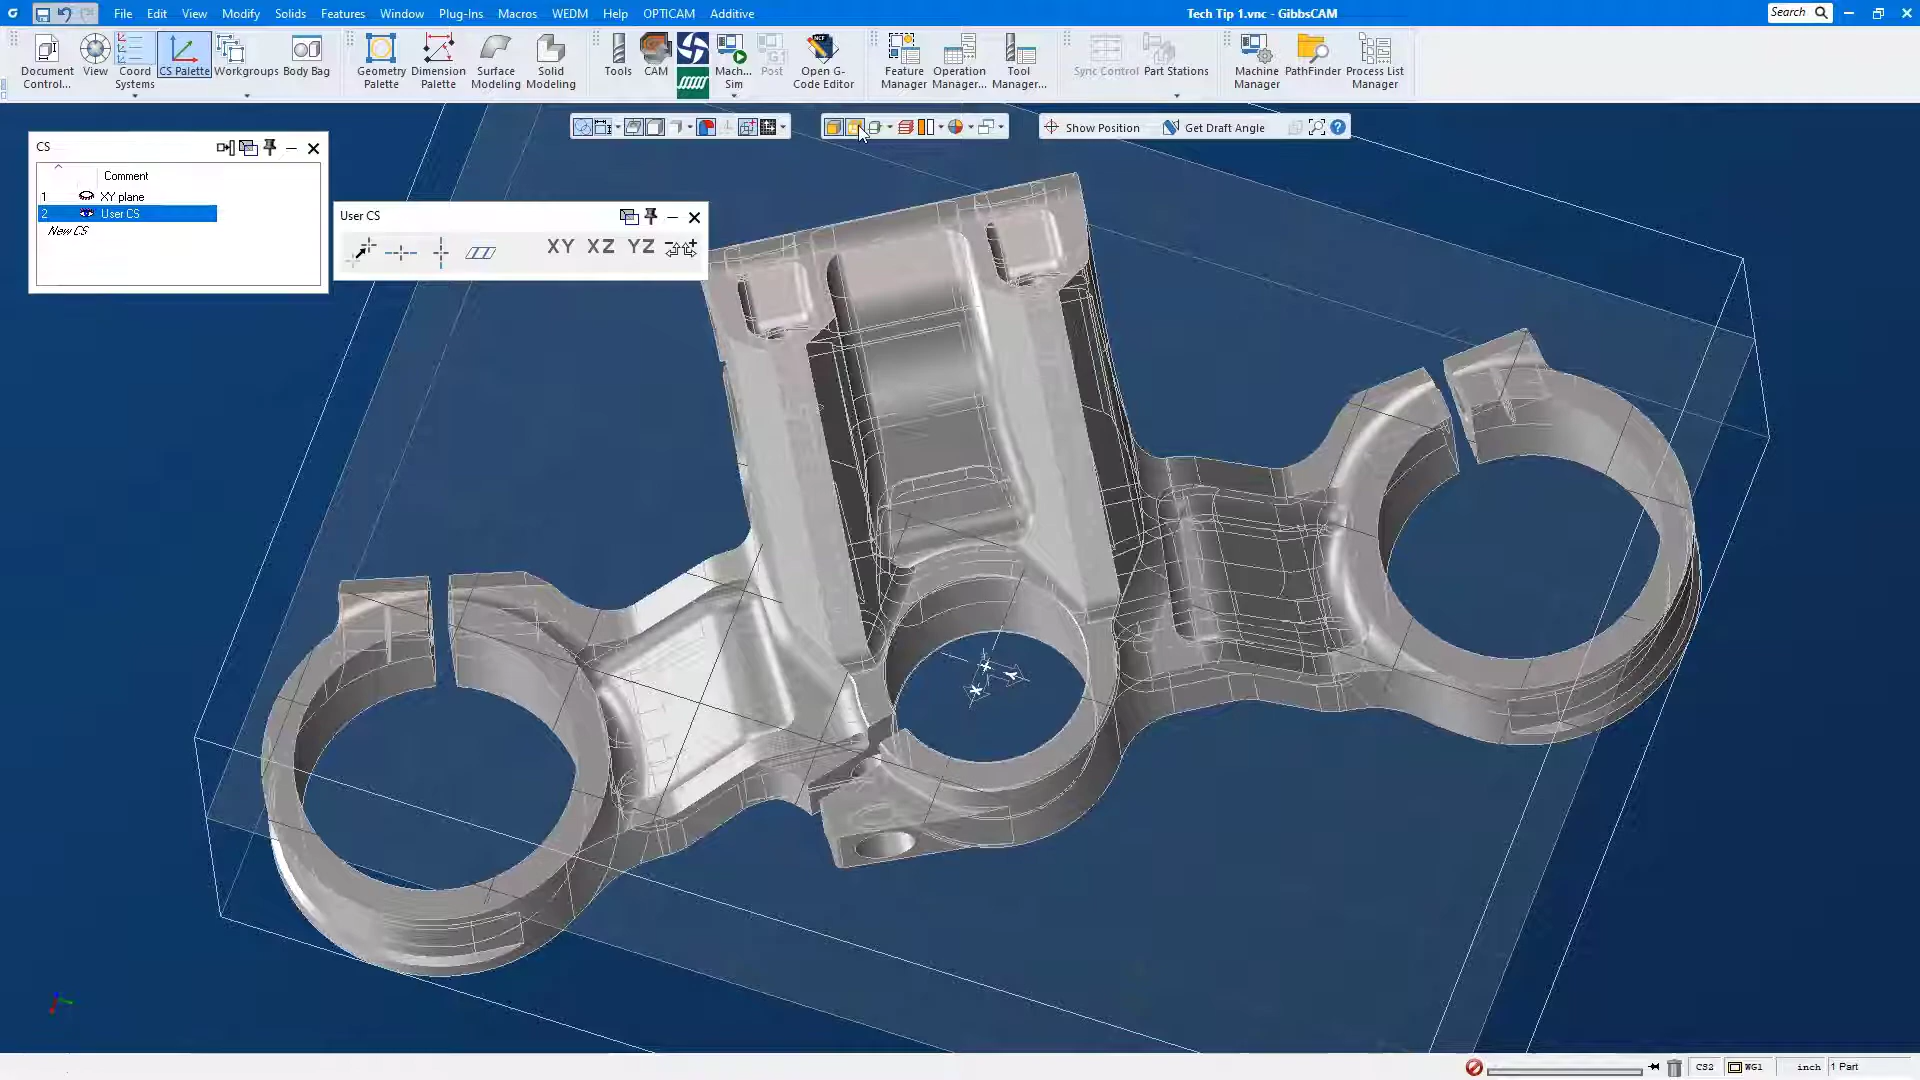 File Edit View Modify Solids Features Window Plug-Ins Macros WEDM Help OPTICAM Additive
Tech Tip 1.vnc - GibbsCAM
Search
Document Control...
View
Coord Systems
CS Palette
Workgroups
Body Bag
Geometry Palette
Dimension Palette
Surface Modeling
Solid Modeling
Tools
CAM
Mach... Sim
Post
Open G-Code Editor
Feature Manager
Operation Manager...
Tool Manager...
Sync Control
Part Stations
Machine Manager
PathFinder
Process List Manager
Show Position
Get Draft Angle
CS
Comment
1 XY plane
2 User CS
New CS
User CS
XY XZ YZ
CS2 WG1 inch 1 Part